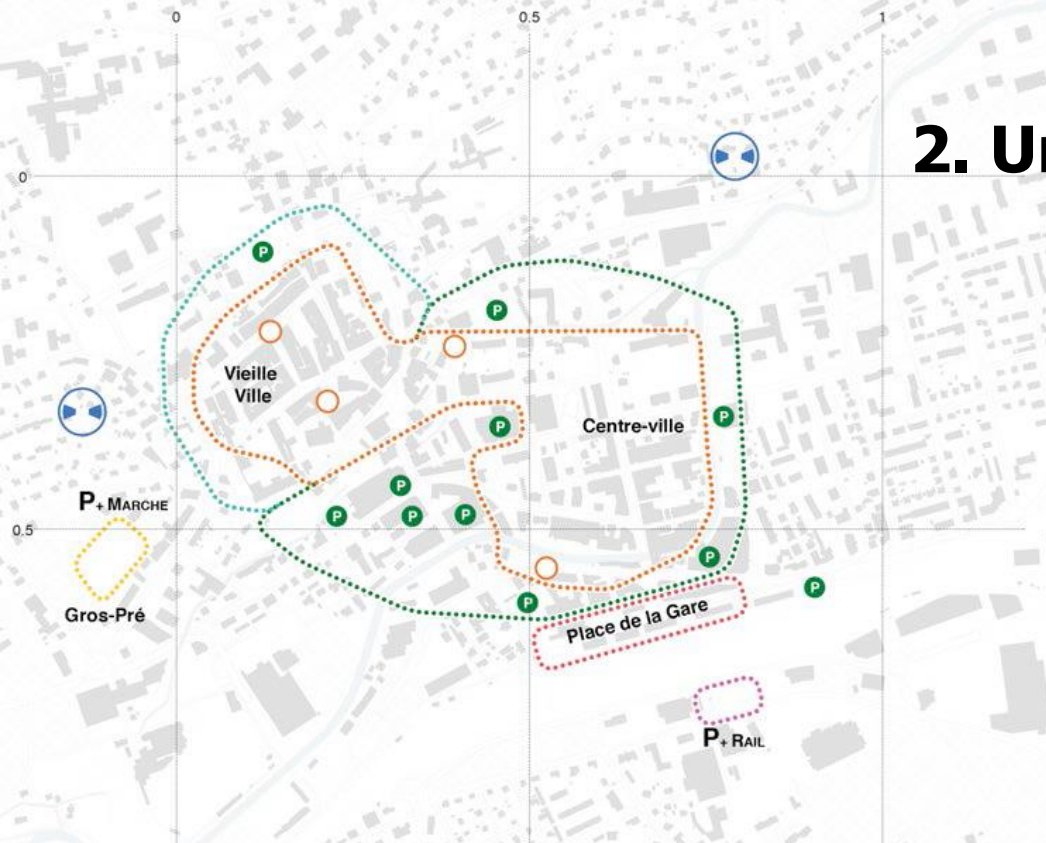 0 0.5 1
2. U
0
P
P
Vieille
Ville
P
Centre-ville
P
P
P+ MARCHE
P P P
0.5
P
P
P
Gros-Pré
Place de la Gare
P+ RAIL